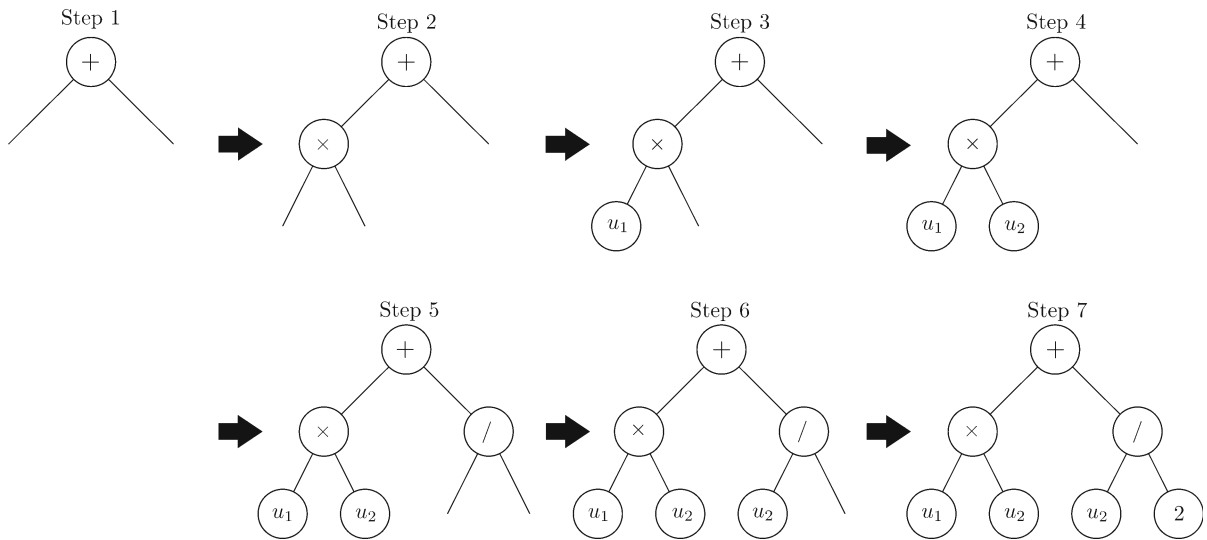 Step 1
Step 2
Step 3
Step 4
+
+
+
+
×
×
×
u₁
u₁
u₂
Step 5
Step 6
Step 7
+
+
+
×
/
×
/
×
/
u₁
u₂
u₁
u₂
u₂
u₁
u₂
u₂
2